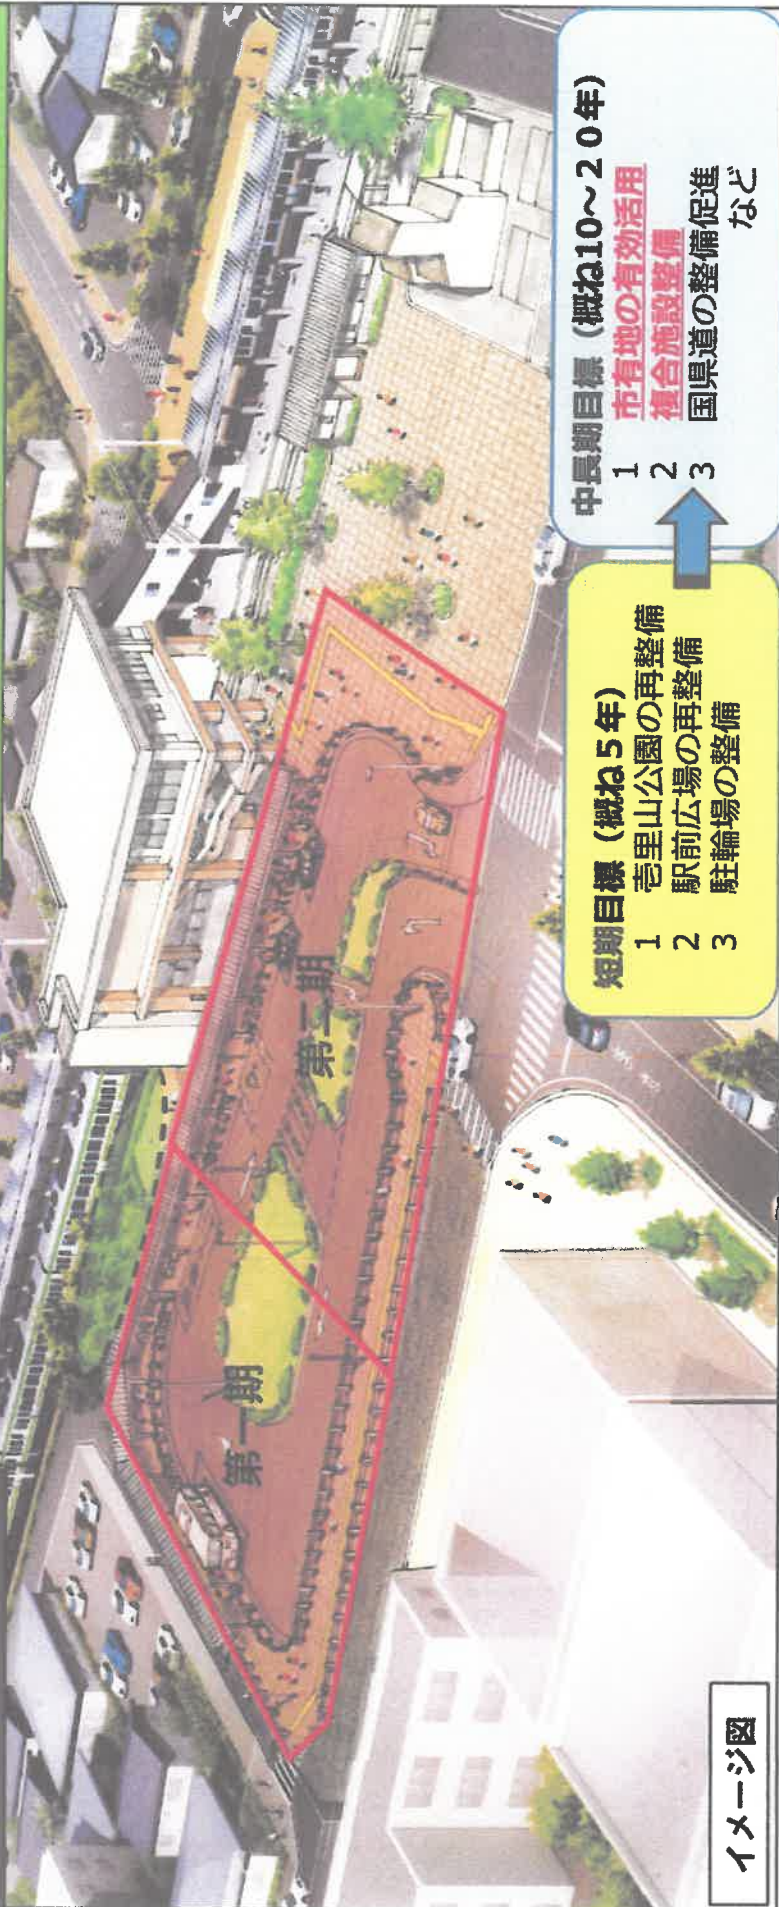 第一期
第二期
短期目標（概ね５年）
1 壱里山公園の再整備
2 駅前広場の再整備
3 駐輪場の整備
中長期目標（概ね10～２０年）
1 市有地の有効活用
2 複合施設整備
3 国県道の整備促進
など
イメージ図